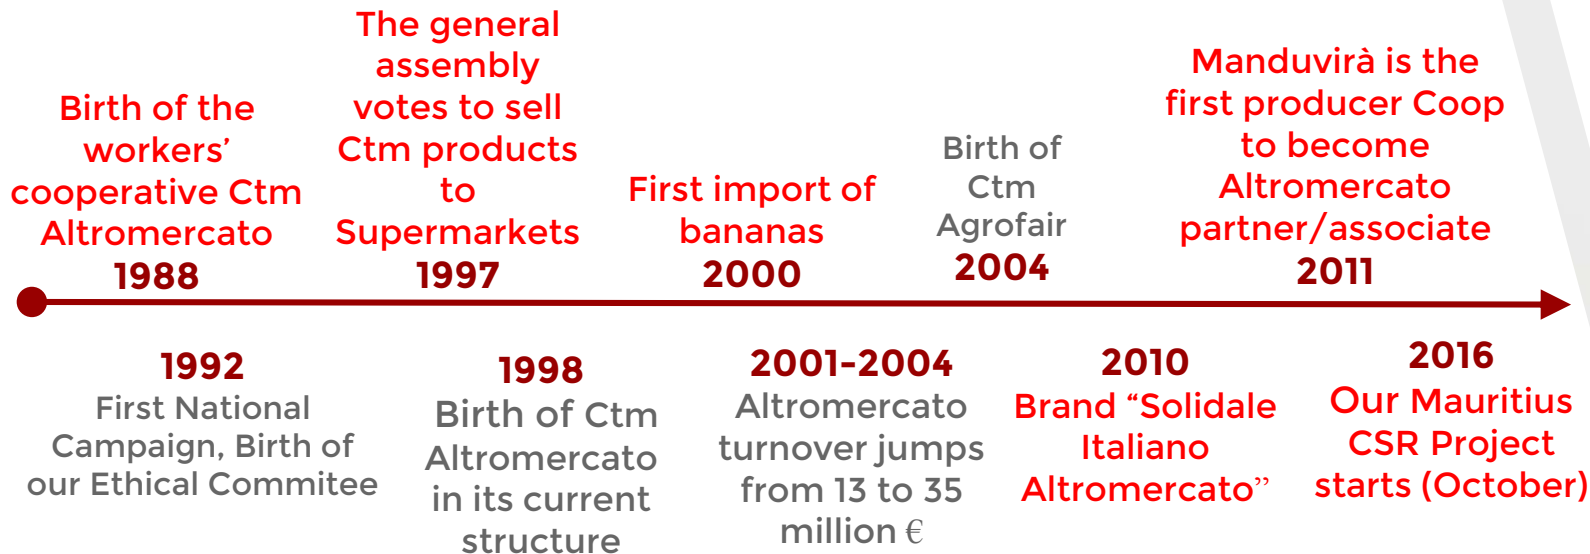 Birth of the
workers’
cooperative Ctm
Altromercato
1988
The general
assembly
votes to sell
Ctm products
to
Supermarkets
1997
First import of
bananas
2000
Birth of
Ctm
Agrofair
2004
Manduvirà is the
first producer Coop
to become
Altromercato
partner/associate
2011
1992
First National
Campaign, Birth of
our Ethical Commitee
1998
Birth of Ctm
Altromercato
in its current
structure
2001-2004
Altromercato
turnover jumps
from 13 to 35
million €
2010
Brand “Solidale
Italiano
Altromercato”
2016
Our Mauritius
CSR Project
starts (October)